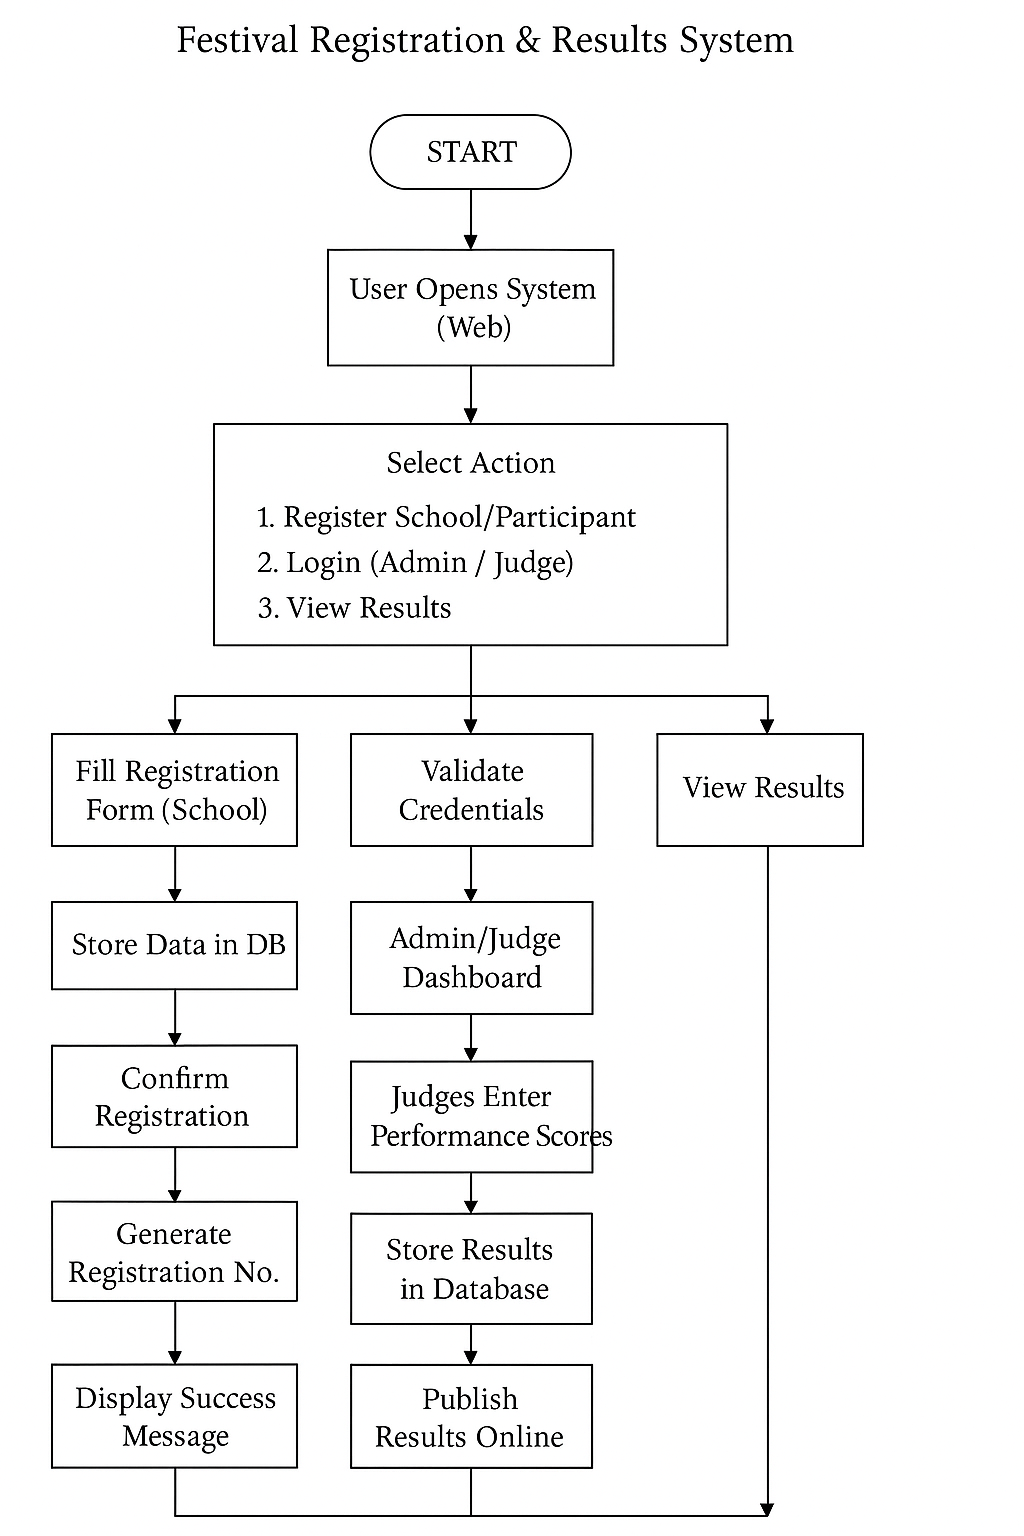 Festival Registration & Results System
START
User Opens System
(Web)
Select Action
1. Register School/Participant
2. Login (Admin / Judge)
3. View Results
Fill Registration
Form (School)
Store Data in DB
Confirm
Registration
Generate
Registration No.
Display Success
Message
Validate
Credentials
Admin/Judge
Dashboard
Judges Enter
Performance Scores
Store Results
in Database
Publish
Results Online
View Results